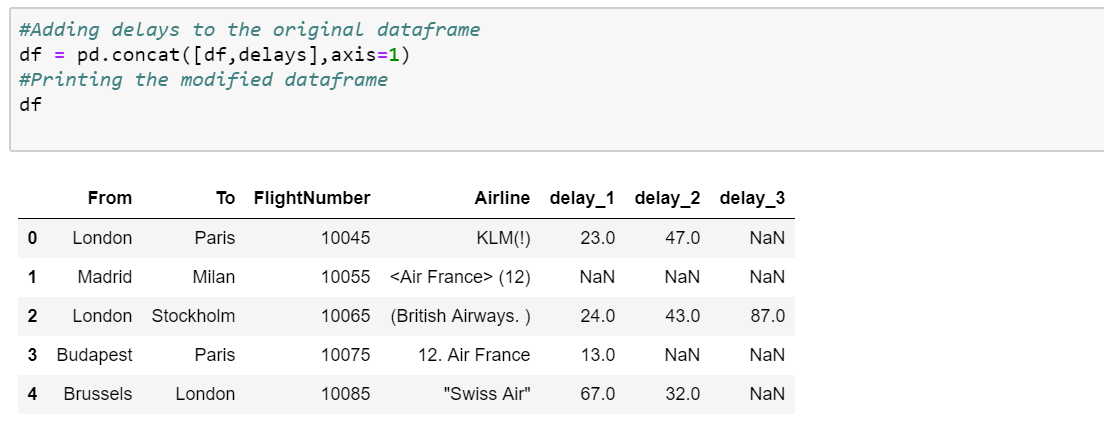 #Adding delays to the original dataframe
df = pd.concat([df,delays],axis=1)
#Printing the modified dataframe
df
From To FlightNumber Airline delay_1 delay_2 delay_3
0 London Paris 10045 KLM(!) 23.0 47.0 NaN
1 Madrid Milan 10055 <Air France> (12) NaN NaN NaN
2 London Stockholm 10065 (British Airways. ) 24.0 43.0 87.0
3 Budapest Paris 10075 12. Air France 13.0 NaN NaN
4 Brussels London 10085 "Swiss Air" 67.0 32.0 NaN